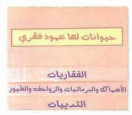 حيوانات لها عمود فقري
الفقاريات
الأسماك والبرمائيات والزواحف والطيور
الثدييات